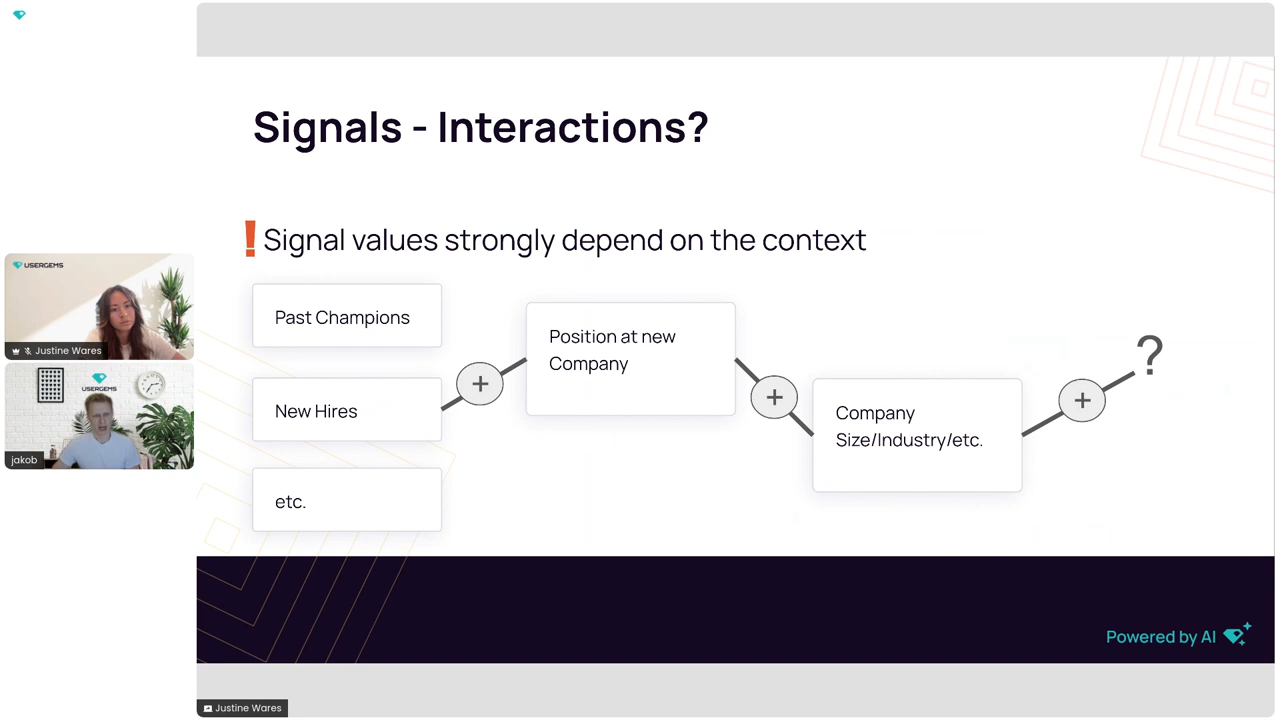 Signals - Interactions?
❗Signal values strongly depend on the context
Past Champions
New Hires
etc.
+
Position at new
Company
+
Company
Size/Industry/etc.
+
?
Powered by AI
USERGEMS
Justine Wares
USERGEMS
jakob
Justine Wares